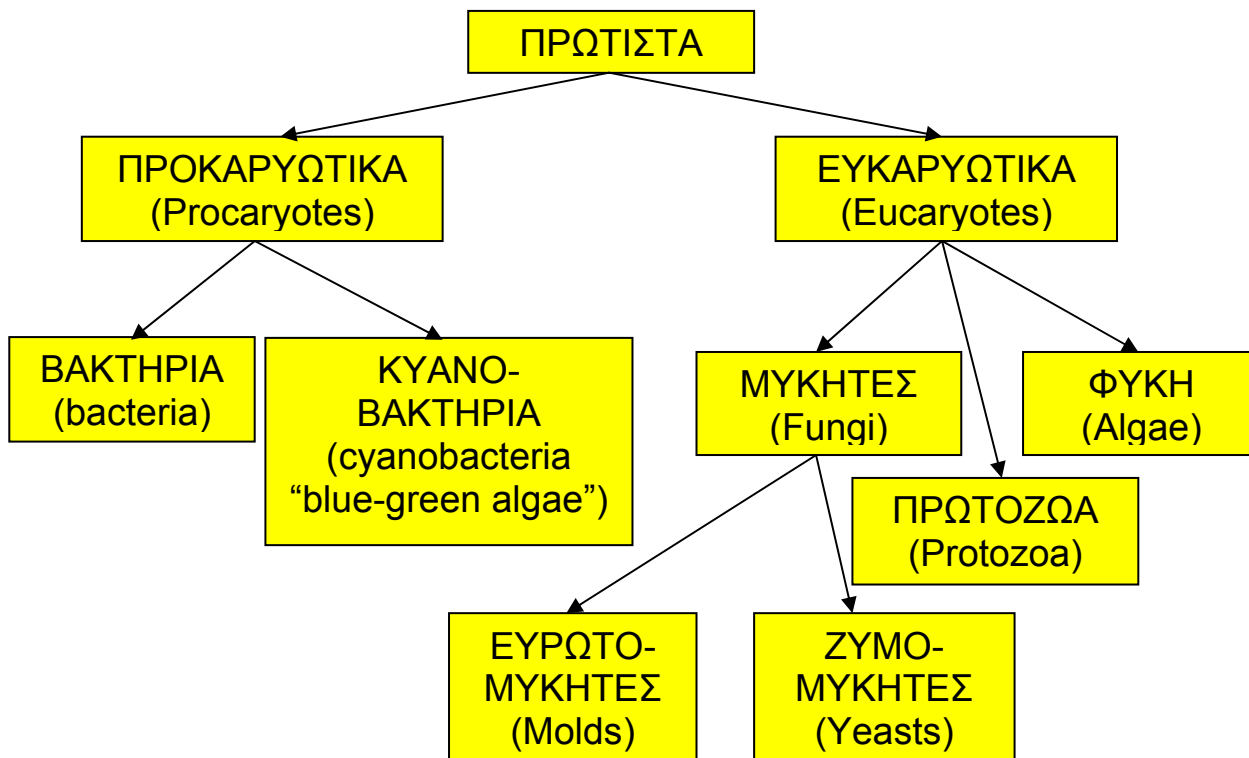 ΠΡΩΤΙΣΤΑ
ΠΡΟΚΑΡΥΩΤΙΚΑ
(Procaryotes)
ΕΥΚΑΡΥΩΤΙΚΑ
(Eucaryotes)
ΒΑΚΤΗΡΙΑ
(bacteria)
ΚΥΑΝΟ-
ΒΑΚΤΗΡΙΑ
(cyanobacteria
“blue-green algae”)
ΜΥΚΗΤΕΣ
(Fungi)
ΦΥΚΗ
(Algae)
ΠΡΩΤΟΖΩΑ
(Protozoa)
ΕΥΡΩΤΟ-
ΜΥΚΗΤΕΣ
(Molds)
ΖΥΜΟ-
ΜΥΚΗΤΕΣ
(Yeasts)